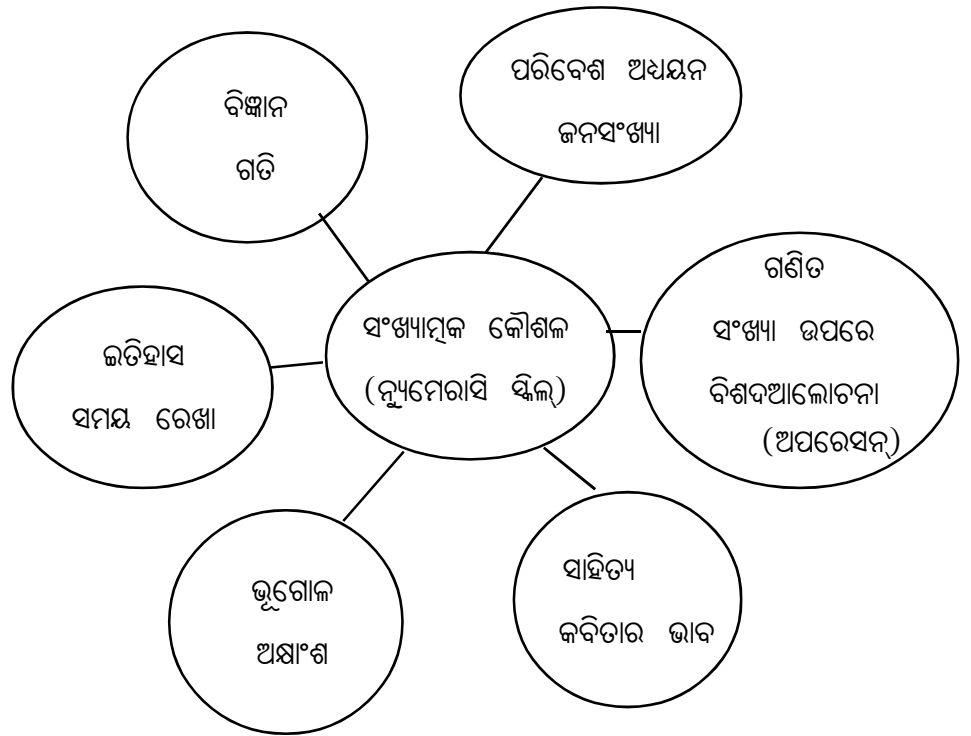 ବିଜ୍ଞାନ
ଗତି
ପରିବେଶ ଅଧ୍ୟୟନ
ଜନସଂଖ୍ୟା
ସଂଖ୍ୟାତ୍ମକ କୌଶଳ
(ନ୍ୟୁମେରାସି ସ୍କିଲ୍)
ଗଣିତ
ସଂଖ୍ୟା ଉପରେ
ବିଶଦଆଲୋଚନା
(ଅପରେସନ୍)
ଇତିହାସ
ସମୟ ରେଖା
ଭୂଗୋଳ
ଅକ୍ଷାଂଶ
ସାହିତ୍ୟ
କବିତାର ଭାବ